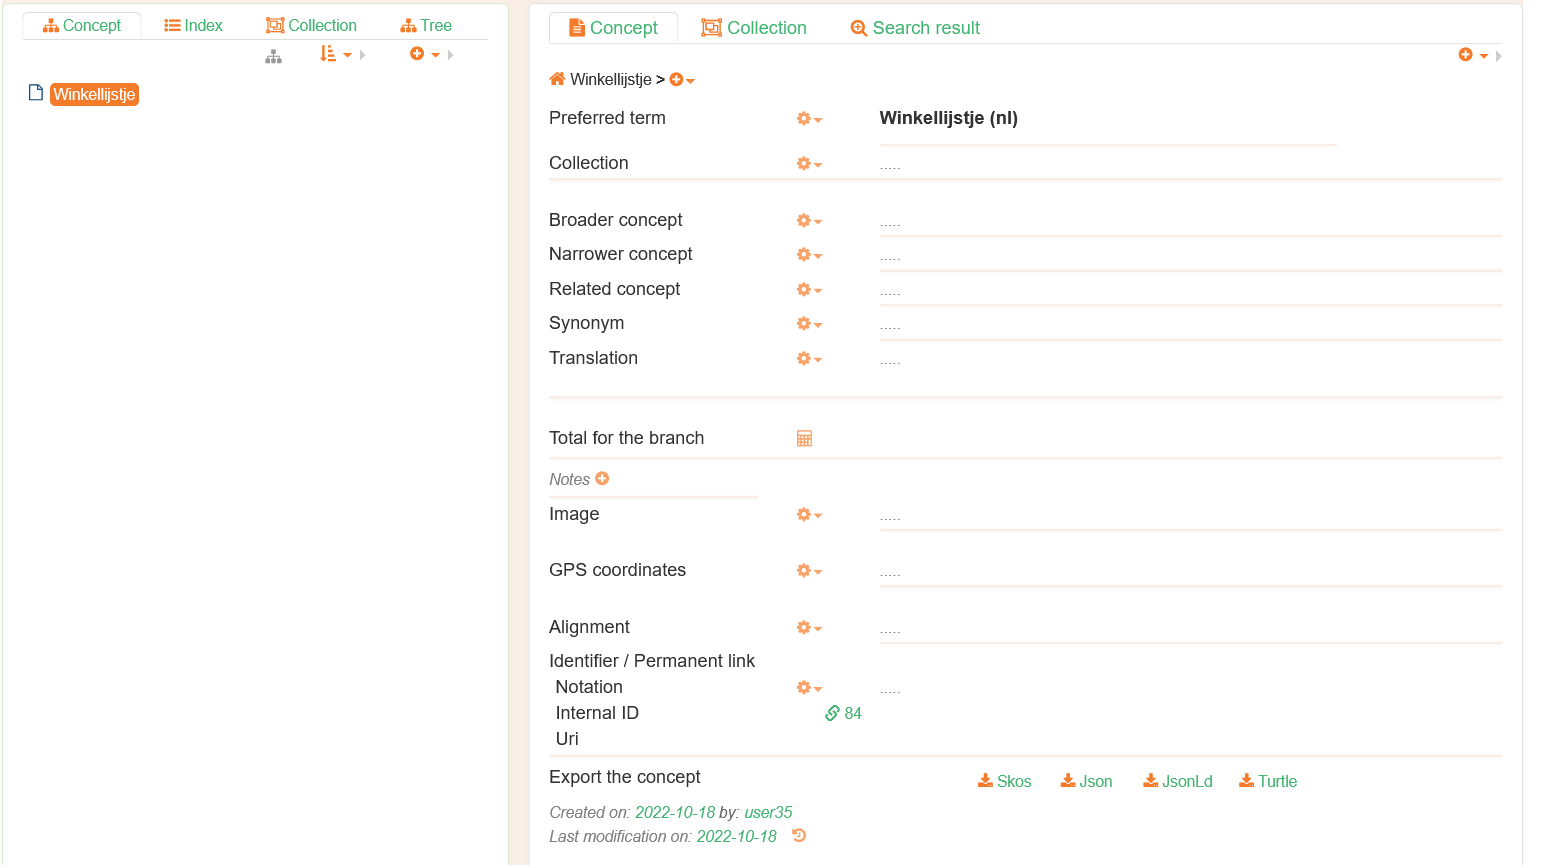 Concept Index Collection Tree
Winkellijstje
Concept Collection Search result
Winkellijstje >
Preferred term Winkellijstje (nl)
Collection .....
Broader concept .....
Narrower concept .....
Related concept .....
Synonym .....
Translation .....
Total for the branch
Notes
Image .....
GPS coordinates .....
Alignment .....
Identifier / Permanent link
Notation .....
Internal ID 84
Uri
Export the concept Skos Json JsonLd Turtle
Created on: 2022-10-18 by: user35
Last modification on: 2022-10-18